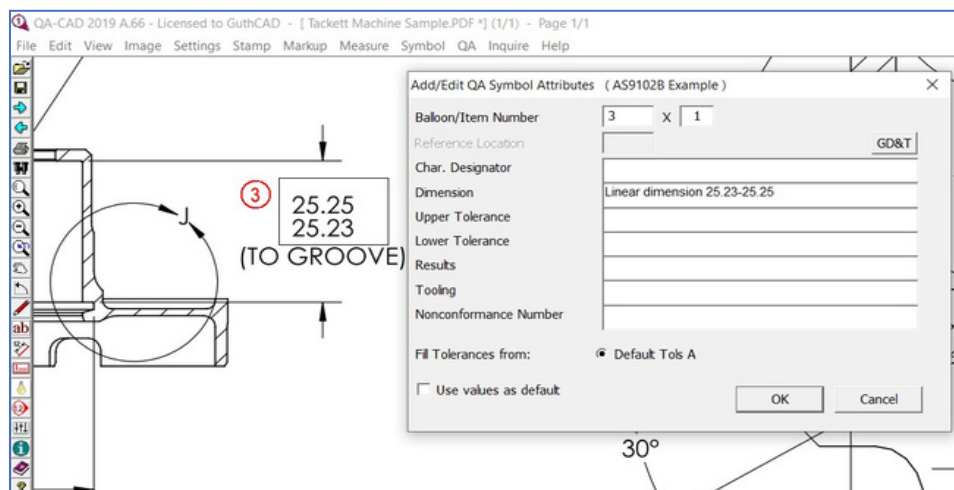 QA-CAD 2019 A.66 - Licensed to GuthCAD - [ Tackett Machine Sample.PDF *] (1/1) - Page 1/1
File Edit View Image Settings Stamp Markup Measure Symbol QA Inquire Help
3
25.25
25.23
(TO GROOVE)
J
ab
Add/Edit QA Symbol Attributes ( AS9102B Example )
Balloon/Item Number 3 X 1
Reference Location GD&T
Char. Designator
Dimension Linear dimension 25.23-25.25
Upper Tolerance
Lower Tolerance
Results
Tooling
Nonconformance Number
Fill Tolerances from: Default Tols A
Use values as default
OK Cancel
30°